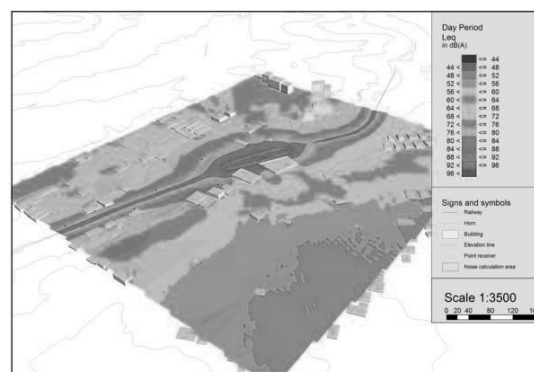 Day Period
Leq
in dB(A)
<= 44
44 < <= 48
48 < <= 52
52 < <= 56
56 < <= 60
60 < <= 64
64 < <= 68
68 < <= 72
72 < <= 76
76 < <= 80
80 < <= 84
84 < <= 88
88 < <= 92
92 < <= 96
96 <
Signs and symbols
Railway
Horn
Building
Elevation line
Point receiver
Noise calculation area
Scale 1:3500
0 20 40 80 120